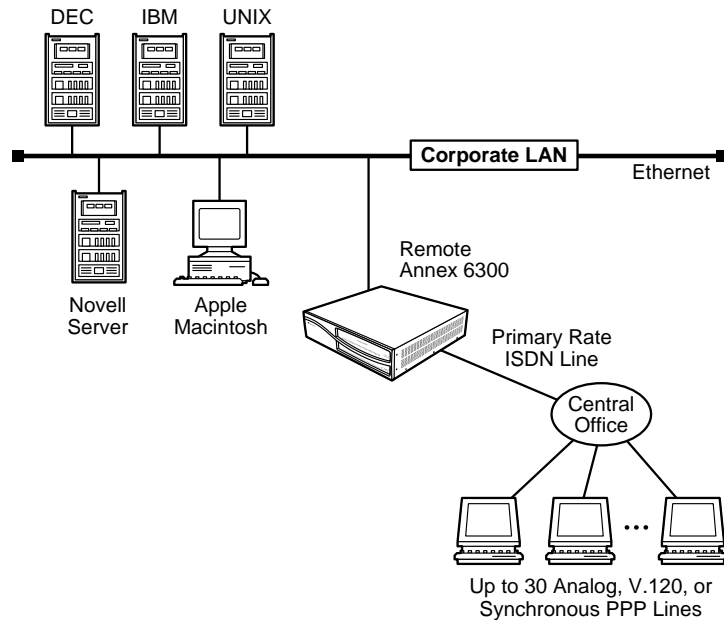 DEC
IBM
UNIX
Corporate LAN
Ethernet
Novell
Server
Apple
Macintosh
Remote
Annex 6300
Primary Rate
ISDN Line
Central
Office
Up to 30 Analog, V.120, or
Synchronous PPP Lines